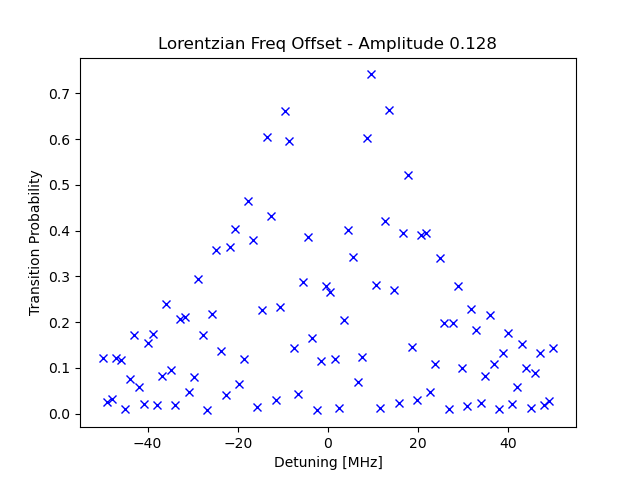 Lorentzian Freq Offset - Amplitude 0.128
Transition Probability
0.7
0.6
0.5
0.4
0.3
0.2
0.1
0.0
−40 −20 0 20 40
Detuning [MHz]